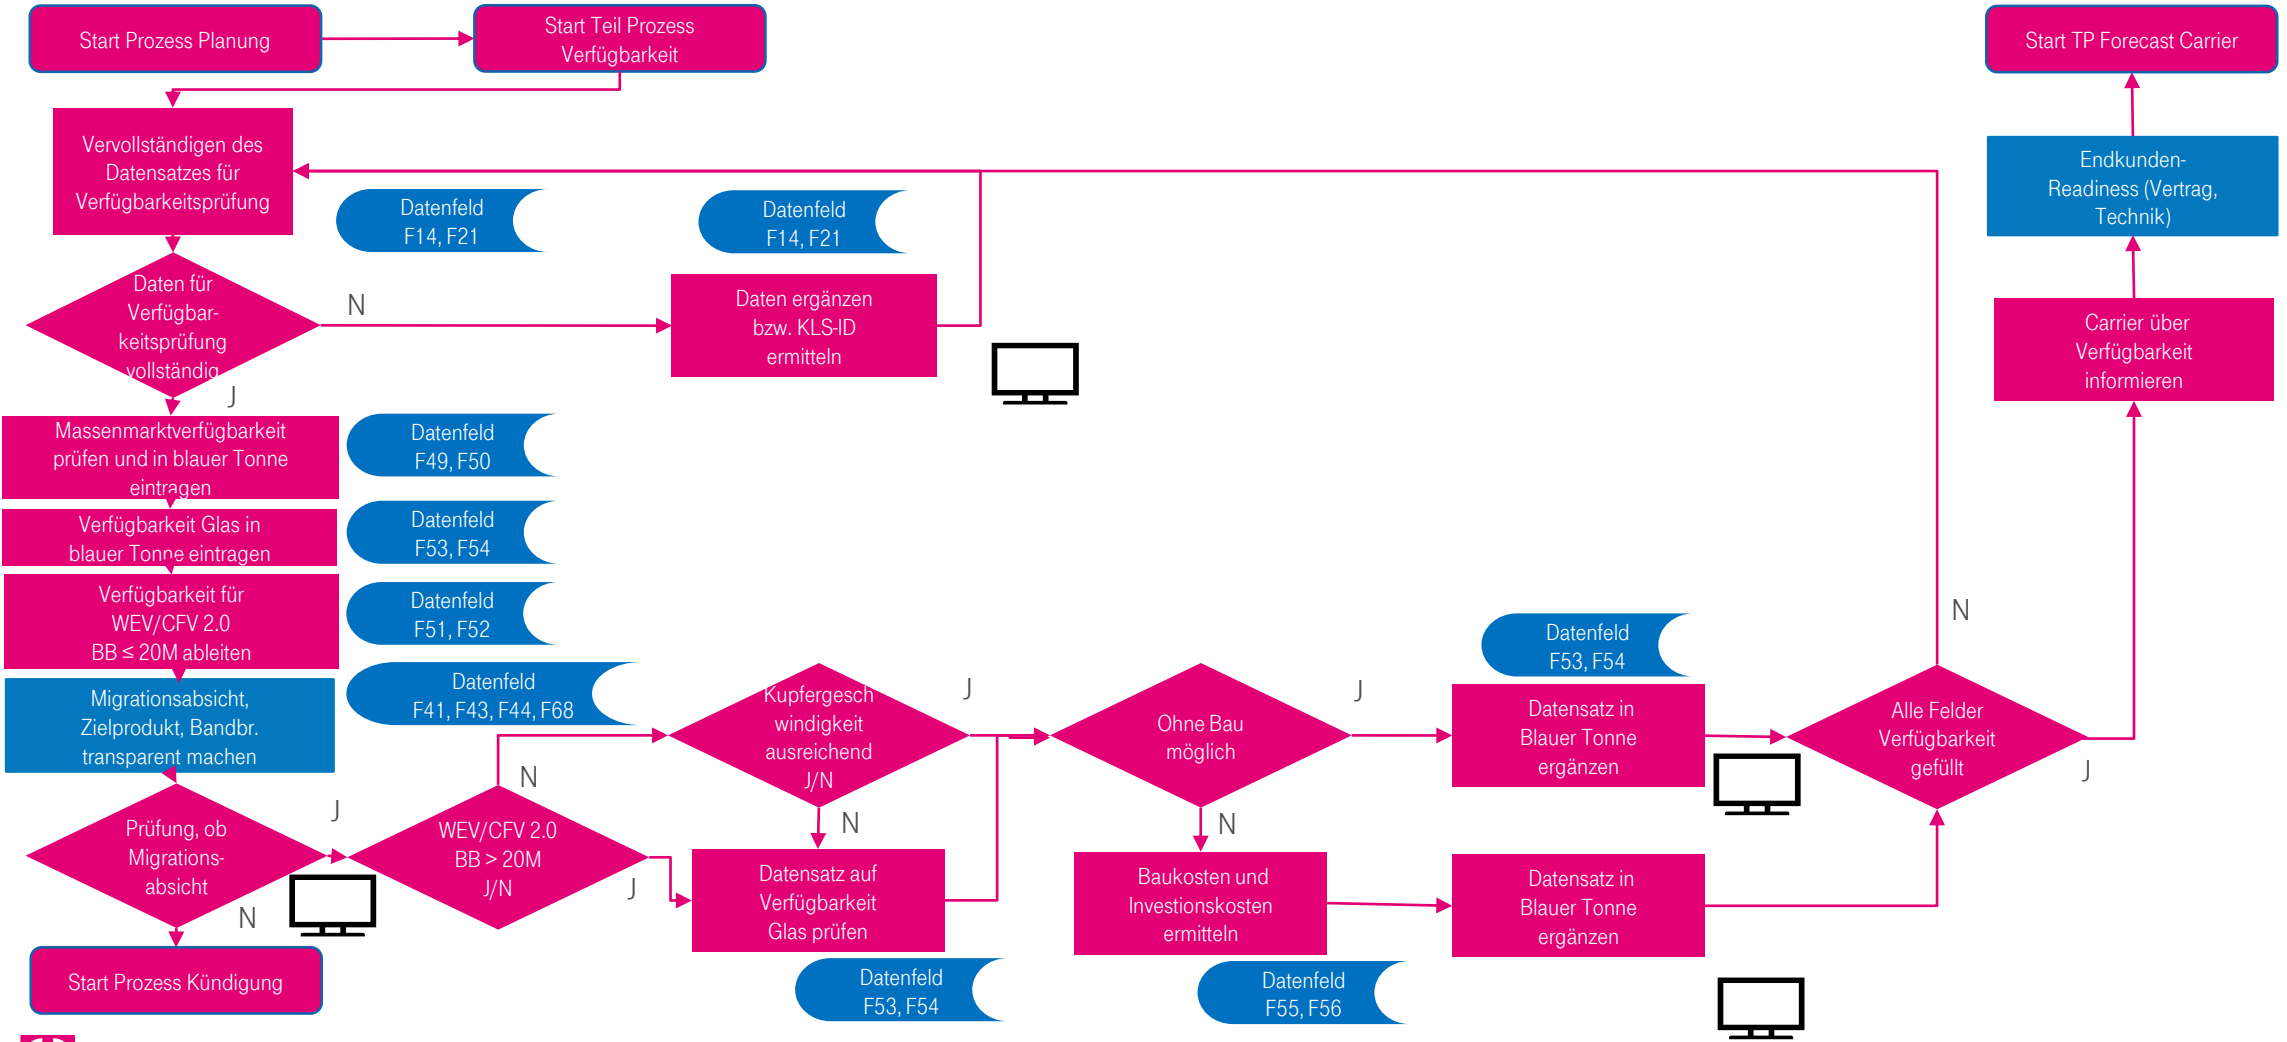 Start Prozess Planung
Start Teil Prozess
Verfügbarkeit
Start TP Forecast Carrier
Vervollständigen des
Datensatzes für
Verfügbarkeitsprüfung
Endkunden-
Readiness (Vertrag,
Technik)
Datenfeld
F14, F21
Datenfeld
F14, F21
Daten für
Verfügbar-
keitsprüfung
vollständig
N
J
Daten ergänzen
bzw. KLS-ID
ermitteln
Carrier über
Verfügbarkeit
informieren
Massenmarktverfügbarkeit
prüfen und in blauer Tonne
eintragen
Datenfeld
F49, F50
Verfügbarkeit Glas in
blauer Tonne eintragen
Datenfeld
F53, F54
Verfügbarkeit für
WEV/CFV 2.0
BB ≤ 20M ableiten
Datenfeld
F51, F52
Migrationsabsicht,
Zielprodukt, Bandbr.
transparent machen
Datenfeld
F41, F43, F44, F68
Kupfergesch
windigkeit
ausreichend
J/N
J
N
Ohne Bau
möglich
J
N
Datenfeld
F53, F54
Datensatz in
Blauer Tonne
ergänzen
Alle Felder
Verfügbarkeit
gefüllt
N
J
Prüfung, ob
Migrations-
absicht
J
N
WEV/CFV 2.0
BB > 20M
J/N
N
J
Datensatz auf
Verfügbarkeit
Glas prüfen
Baukosten und
Investionskosten
ermitteln
Datensatz in
Blauer Tonne
ergänzen
Start Prozess Kündigung
Datenfeld
F53, F54
Datenfeld
F55, F56